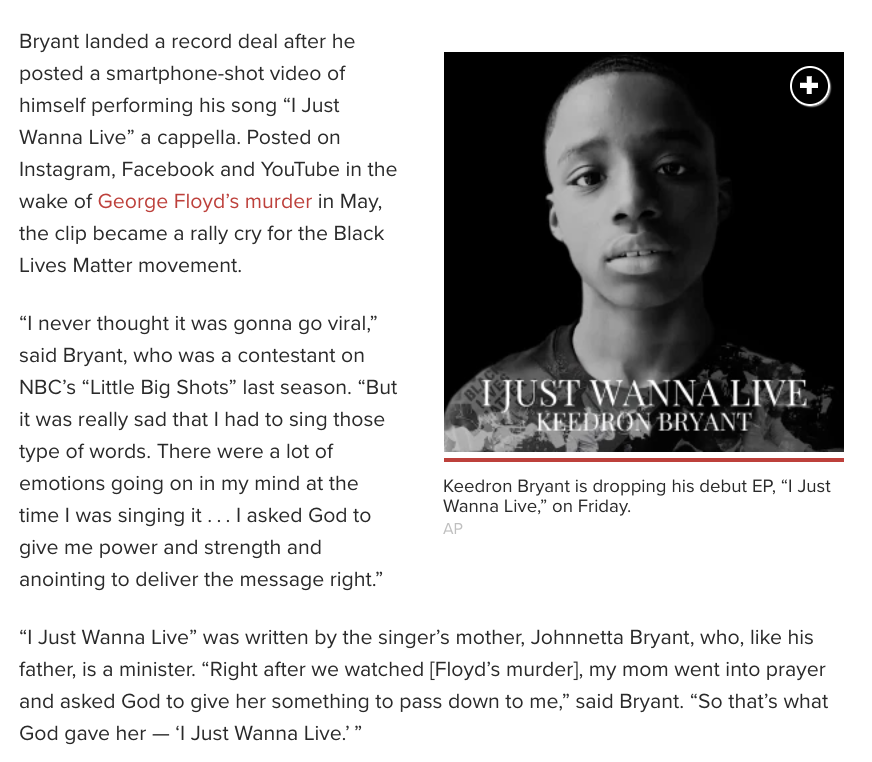 Bryant landed a record deal after he
posted a smartphone-shot video of
himself performing his song “I Just
Wanna Live” a cappella. Posted on
Instagram, Facebook and YouTube in the
wake of George Floyd’s murder in May,
the clip became a rally cry for the Black
Lives Matter movement.
“I never thought it was gonna go viral,”
said Bryant, who was a contestant on
NBC’s “Little Big Shots” last season. “But
it was really sad that I had to sing those
type of words. There were a lot of
emotions going on in my mind at the
time I was singing it . . . I asked God to
give me power and strength and
anointing to deliver the message right.”
I JUST WANNA LIVE
KEEDRON BRYANT
Keedron Bryant is dropping his debut EP, “I Just
Wanna Live,” on Friday.
AP
“I Just Wanna Live” was written by the singer’s mother, Johnnetta Bryant, who, like his
father, is a minister. “Right after we watched [Floyd’s murder], my mom went into prayer
and asked God to give her something to pass down to me,” said Bryant. “So that’s what
God gave her — ‘I Just Wanna Live.’ ”